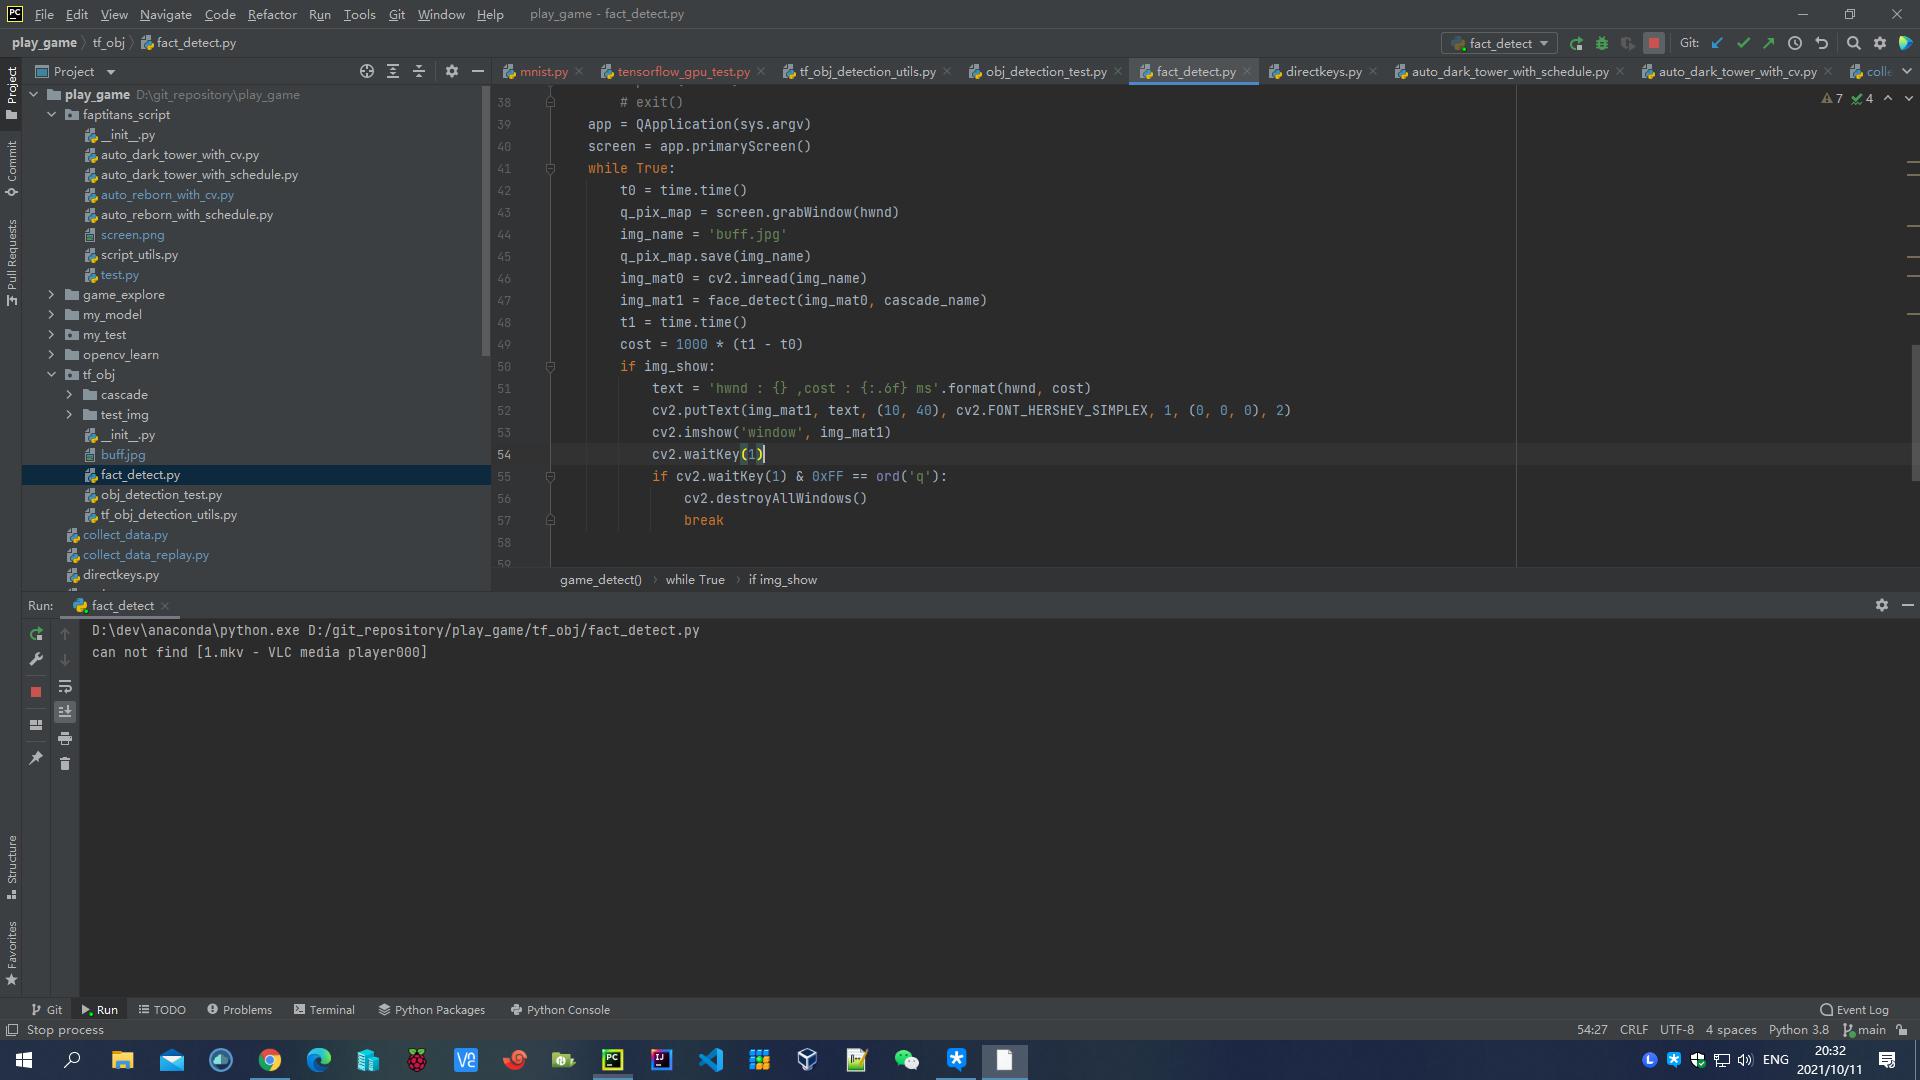 File Edit View Navigate Code Refactor Run Tools Git Window Help play_game - fact_detect.py
play_game tf_obj fact_detect.py fact_detect Git:
Project mnist.py tensorflow_gpu_test.py tf_obj_detection_utils.py obj_detection_test.py fact_detect.py directkeys.py auto_dark_tower_with_schedule.py auto_dark_tower_with_cv.py colle
play_game D:\git_repository\play_game
faptitans_script
__init__.py
auto_dark_tower_with_cv.py
auto_dark_tower_with_schedule.py
auto_reborn_with_cv.py
auto_reborn_with_schedule.py
screen.png
script_utils.py
test.py
game_explore
my_model
my_test
opencv_learn
tf_obj
cascade
test_img
__init__.py
buff.jpg
fact_detect.py
obj_detection_test.py
tf_obj_detection_utils.py
collect_data.py
collect_data_replay.py
directkeys.py
Project
Commit
Pull Requests
Structure
Favorites
7 4
38 # exit()
39 app = QApplication(sys.argv)
40 screen = app.primaryScreen()
41 while True:
42 t0 = time.time()
43 q_pix_map = screen.grabWindow(hwnd)
44 img_name = 'buff.jpg'
45 q_pix_map.save(img_name)
46 img_mat0 = cv2.imread(img_name)
47 img_mat1 = face_detect(img_mat0, cascade_name)
48 t1 = time.time()
49 cost = 1000 * (t1 - t0)
50 if img_show:
51 text = 'hwnd : {} ,cost : {:.6f} ms'.format(hwnd, cost)
52 cv2.putText(img_mat1, text, (10, 40), cv2.FONT_HERSHEY_SIMPLEX, 1, (0, 0, 0), 2)
53 cv2.imshow('window', img_mat1)
54 cv2.waitKey(1)
55 if cv2.waitKey(1) & 0xFF == ord('q'):
56 cv2.destroyAllWindows()
57 break
58
59
game_detect() while True if img_show
Run: fact_detect
D:\dev\anaconda\python.exe D:/git_repository/play_game/tf_obj/fact_detect.py
can not find [1.mkv - VLC media player000]
Git Run TODO Problems Terminal Python Packages Python Console Event Log
Stop process 54:27 CRLF UTF-8 4 spaces Python 3.8 main
ENG 20:32
2021/10/11